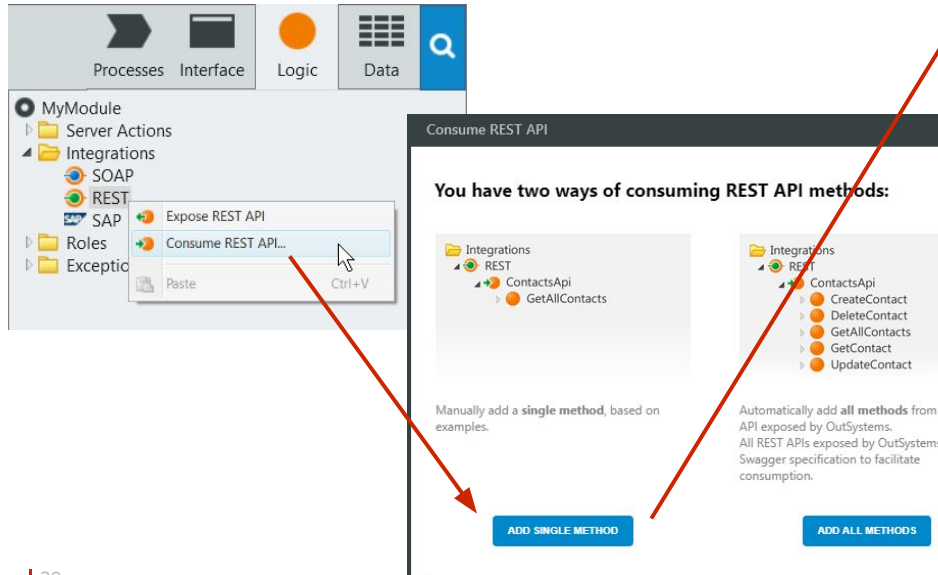 Processes Interface Logic Data
MyModule
Server Actions
Integrations
SOAP
REST
SAP SAP
Roles
Exceptio
Expose REST API
Consume REST API...
Paste Ctrl+V
Consume REST API
You have two ways of consuming REST API methods:
Integrations
REST
ContactsApi
GetAllContacts
Manually add a single method, based on
examples.
ADD SINGLE METHOD
Integrations
REST
ContactsApi
CreateContact
DeleteContact
GetAllContacts
GetContact
UpdateContact
Automatically add all methods from
API exposed by OutSystems.
All REST APIs exposed by OutSystems
Swagger specification to facilitate
consumption.
ADD ALL METHODS